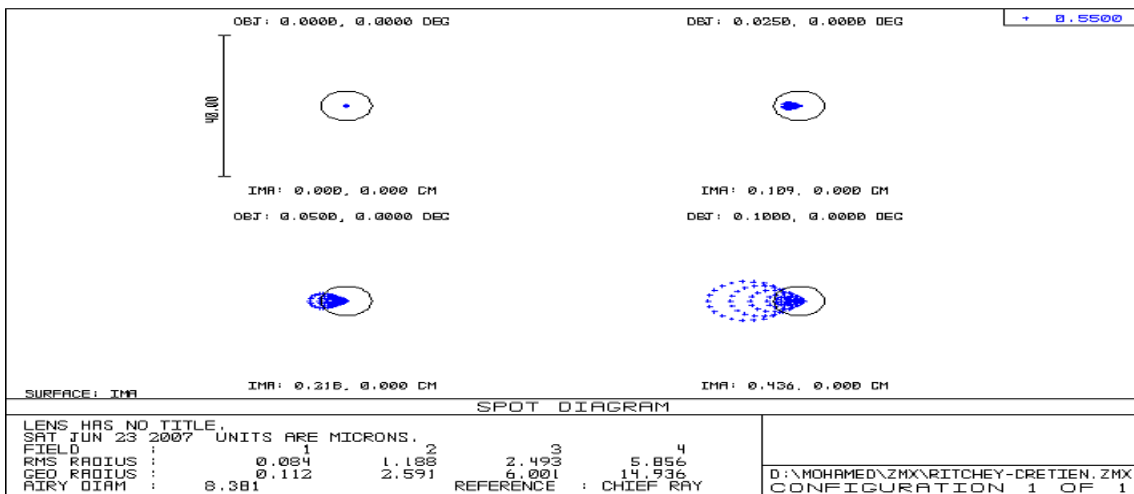 OBJ: 0.0000, 0.0000 DEG
OBJ: 0.0250, 0.0000 DEG
+ 0.5500
40.00
IMA: 0.000, 0.000 CM
IMA: 0.109, 0.000 CM
OBJ: 0.0500, 0.0000 DEG
OBJ: 0.1000, 0.0000 DEG
IMA: 0.218, 0.000 CM
IMA: 0.436, 0.000 CM
SURFACE: IMA
SPOT DIAGRAM
LENS HAS NO TITLE.
SAT JUN 23 2007 UNITS ARE MICRONS.
FIELD : 1 2 3 4
RMS RADIUS : 0.084 1.188 2.493 5.856
GEO RADIUS : 0.112 2.591 6.001 14.936
AIRY DIAM : 8.381 REFERENCE : CHIEF RAY
D:\MOHAMED\ZMX\RITCHEY-CRETIEN.ZMX
CONFIGURATION 1 OF 1